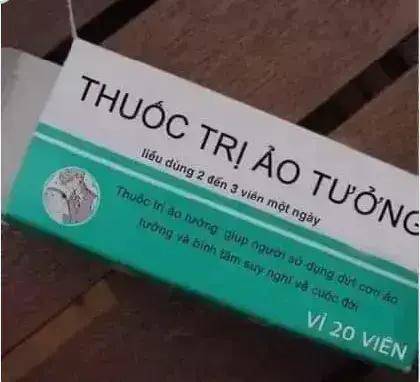 THUỐC TRỊ ẢO TƯỞNG
liều dùng 2 đến 3 viên một ngày
Thuốc trị ảo tưởng giúp người sử dụng dứt cơn ảo
tưởng và bình tâm suy nghĩ về cuộc đời
VỈ 20 VIÊN